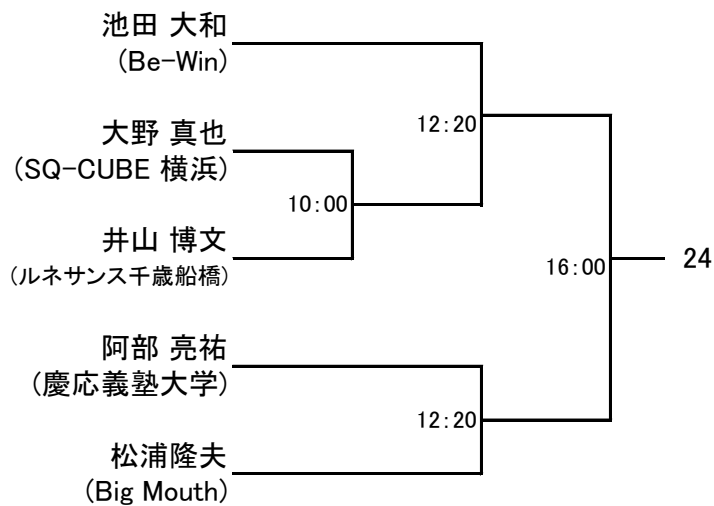 池田 大和
(Be-Win)
12:20
大野 真也
(SQ-CUBE 横浜)
10:00
井山 博文
(ルネサンス千歳船橋)
16:00
24
阿部 亮祐
(慶応義塾大学)
12:20
松浦隆夫
(Big Mouth)